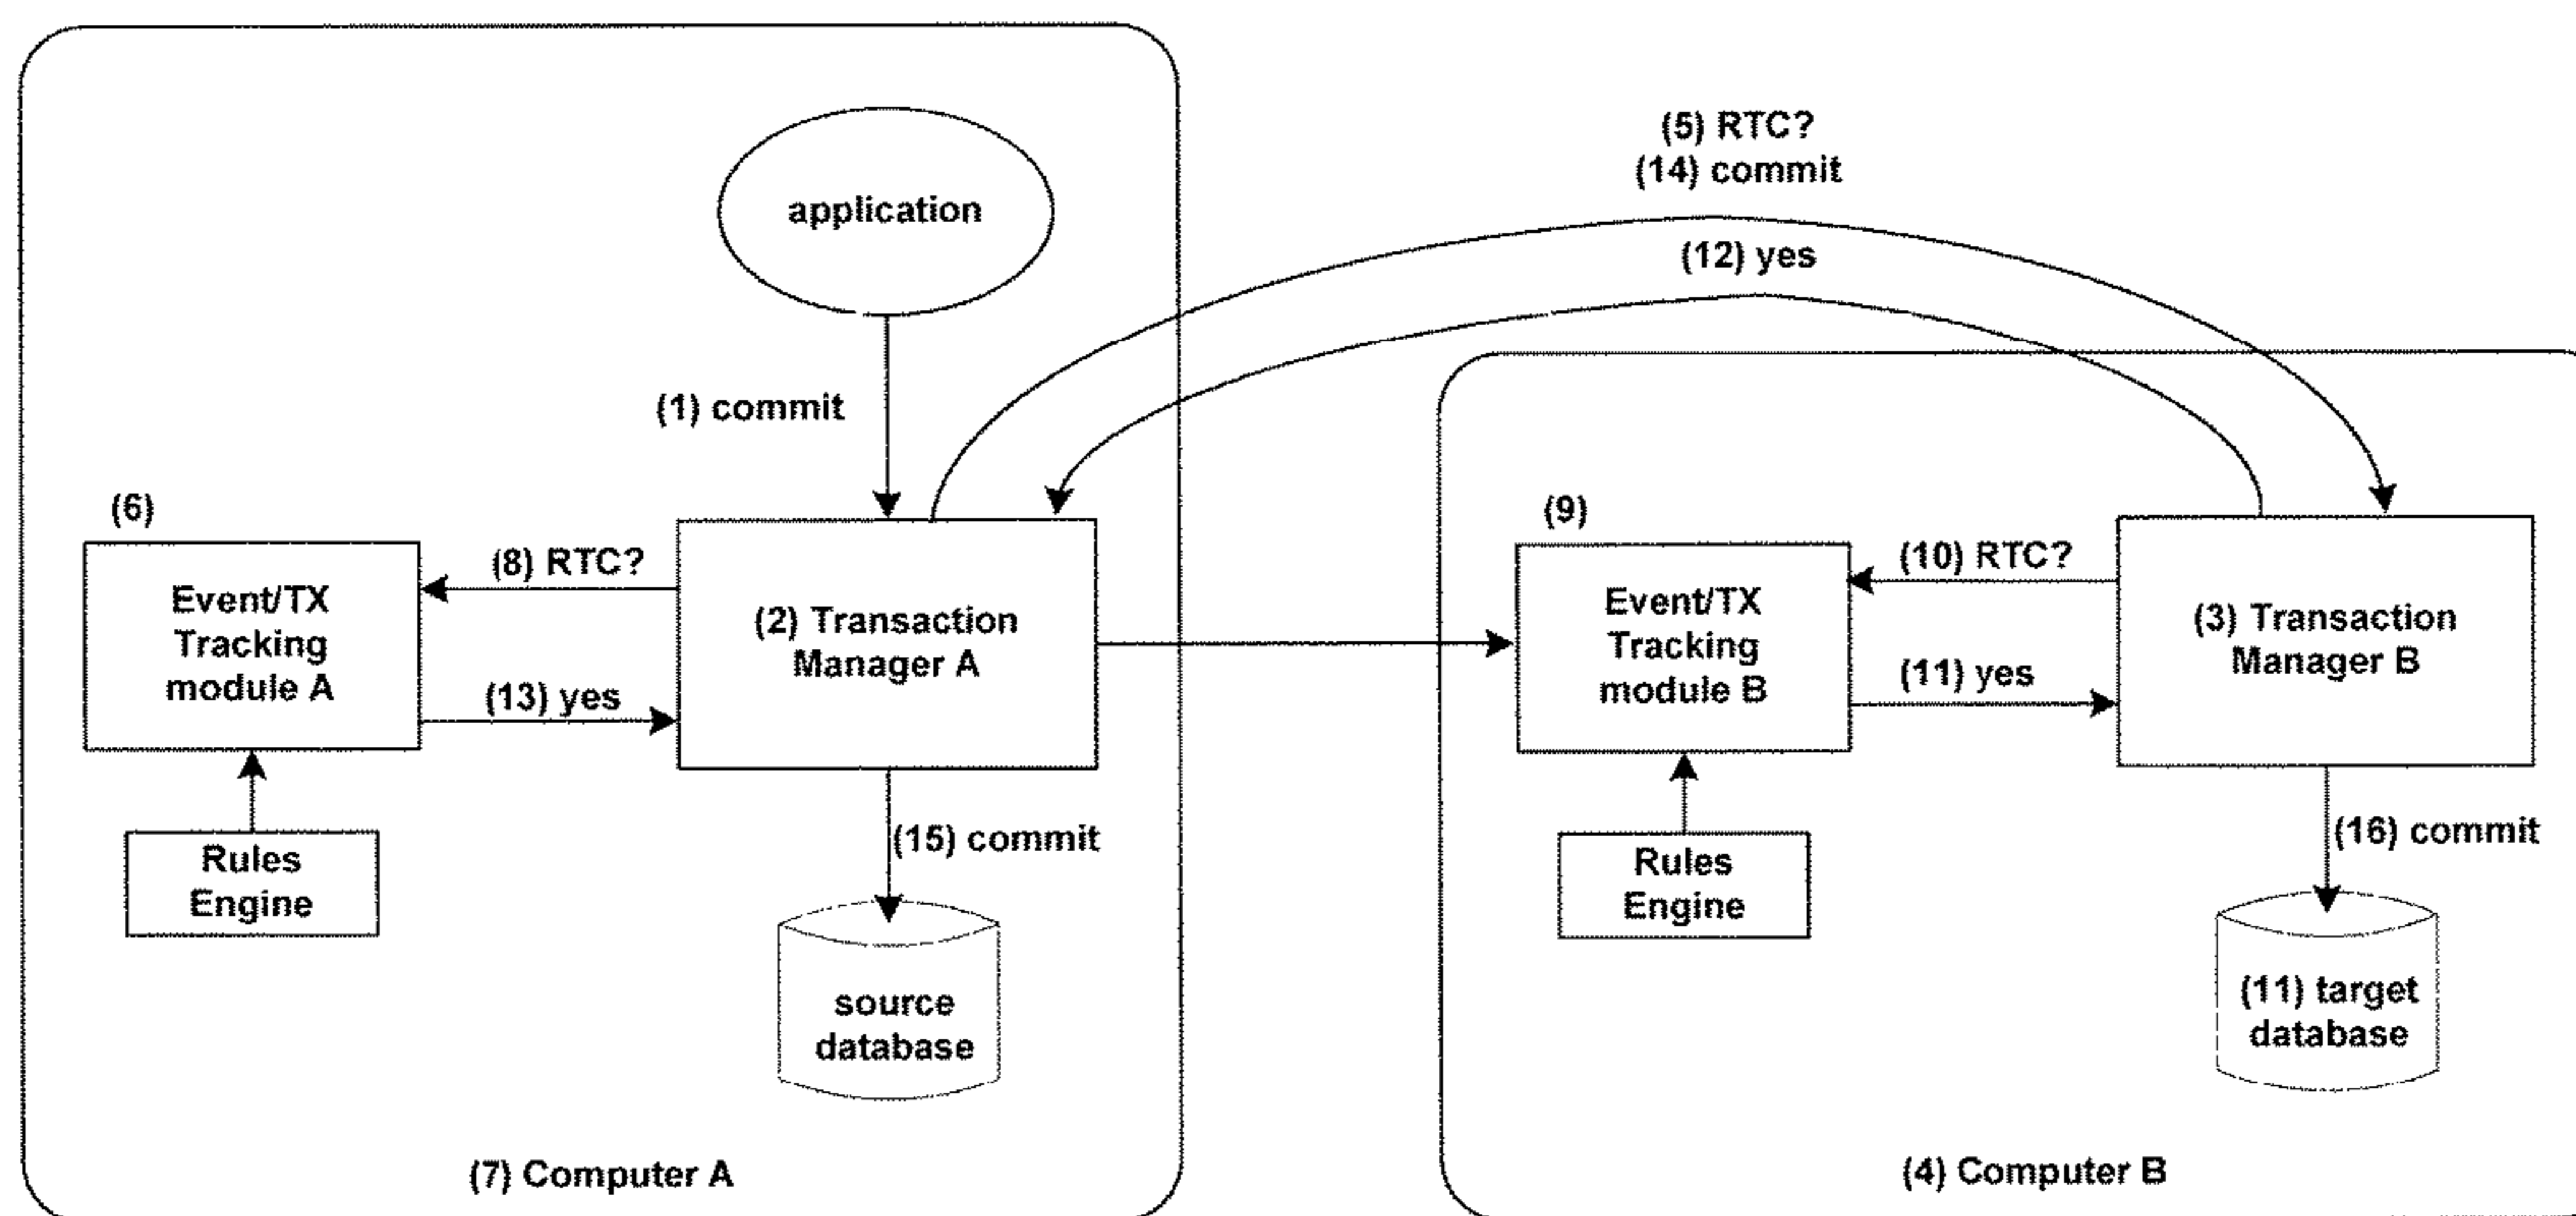 (5) RTC?
(14) commit
application
(12) yes
(1) commit
(6)
(8) RTC?
Event/TX
Tracking
module A
(13) yes
(2) Transaction
Manager A
Rules
Engine
(15) commit
source
database
(7) Computer A
(9)
Event/TX
Tracking
module B
(10) RTC?
(11) yes
(3) Transaction
Manager B
Rules
Engine
(16) commit
(11) target
database
(4) Computer B